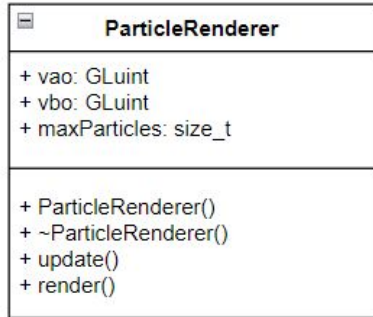 ParticleRenderer
+ vao: GLuint
+ vbo: GLuint
+ maxParticles: size_t
+ ParticleRenderer()
+ ~ParticleRenderer()
+ update()
+ render()